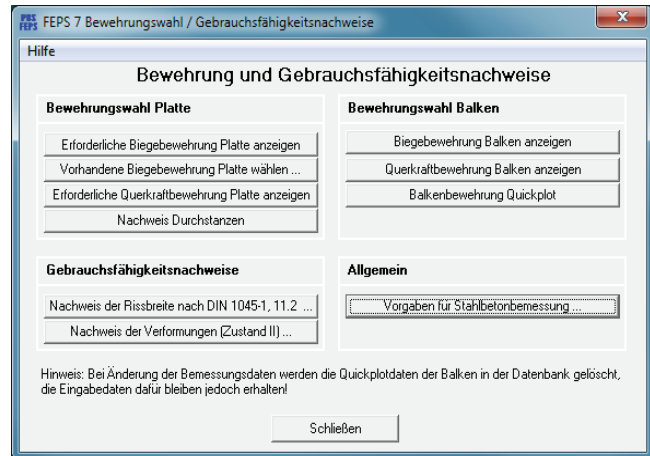 PBS FEPS
FEPS 7 Bewehrungswahl / Gebrauchsfähigkeitsnachweise
X
Hilfe
Bewehrung und Gebrauchsfähigkeitsnachweise
Bewehrungswahl Platte
Erforderliche Biegebewehrung Platte anzeigen
Vorhandene Biegebewehrung Platte wählen ...
Erforderliche Querkraftbewehrung Platte anzeigen
Nachweis Durchstanzen
Bewehrungswahl Balken
Biegebewehrung Balken anzeigen
Querkraftbewehrung Balken anzeigen
Balkenbewehrung Quickplot
Gebrauchsfähigkeitsnachweise
Nachweis der Rissbreite nach DIN 1045-1, 11.2 ...
Nachweis der Verformungen (Zustand II) ...
Allgemein
Vorgaben für Stahlbetonbemessung ...
Hinweis: Bei Änderung der Bemessungsdaten werden die Quickplotdaten der Balken in der Datenbank gelöscht,
die Eingabedaten dafür bleiben jedoch erhalten!
Schließen